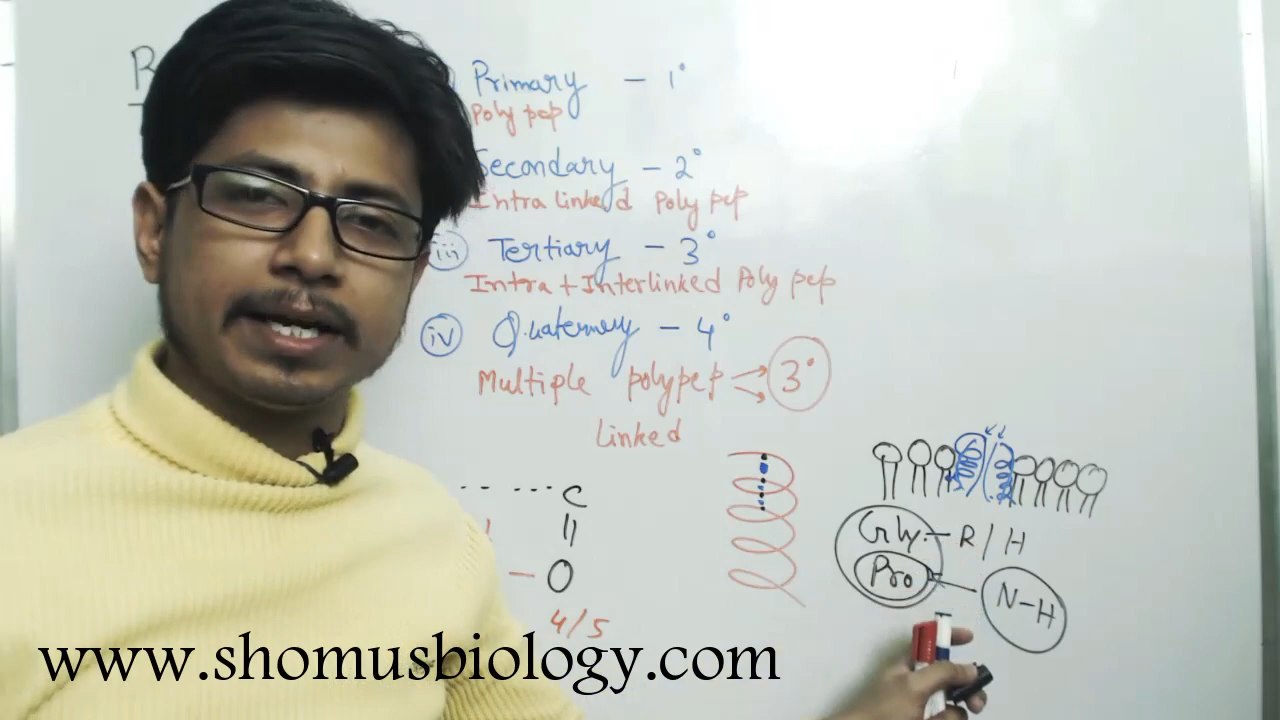 Primary - 1°
Poly pep
Secondary - 2°
Intra Linked Poly pep
iii Tertiary - 3°
Intra + Interlinked Poly pep
iv Quaternary - 4°
Multiple polypep 3°
Linked
C
O
4/5
Gly - R / H
Pro N-H
www.shomusbiology.com